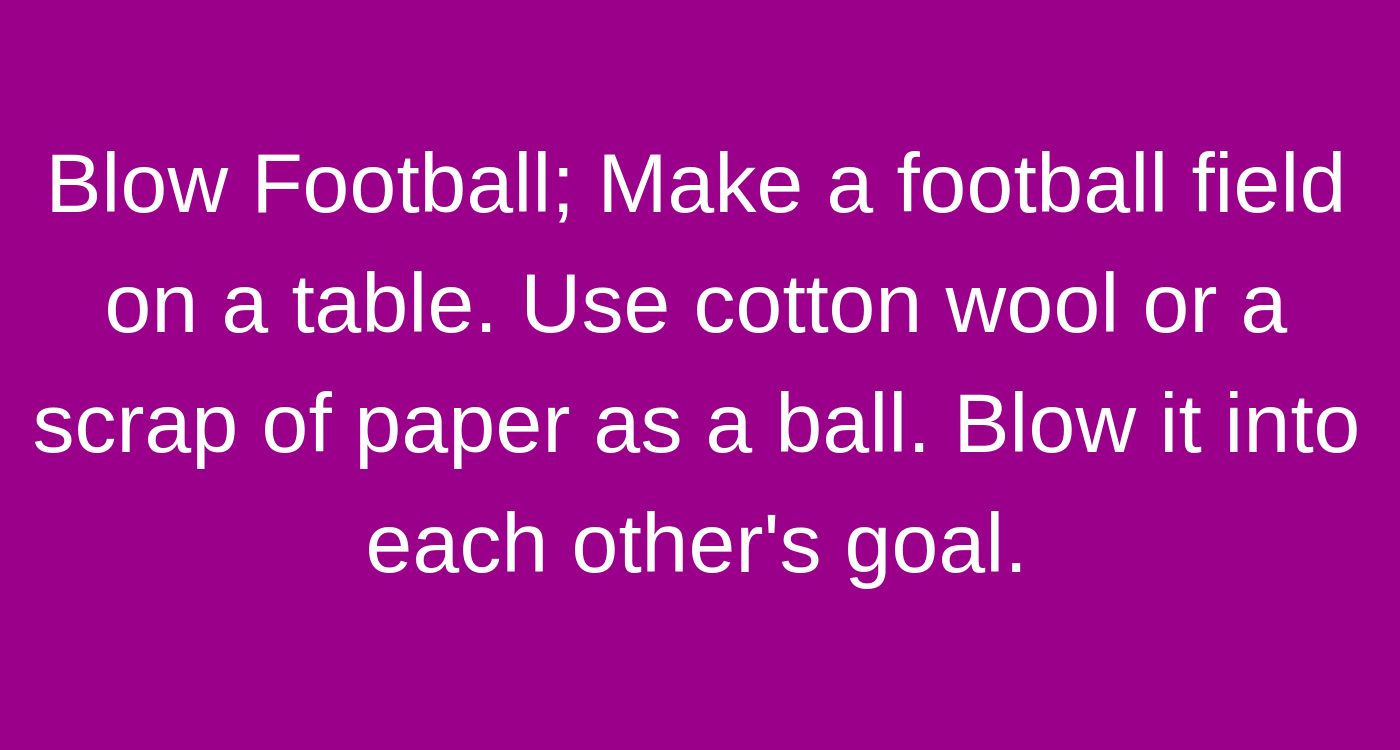 Blow Football; Make a football field
on a table. Use cotton wool or a
scrap of paper as a ball. Blow it into
each other's goal.